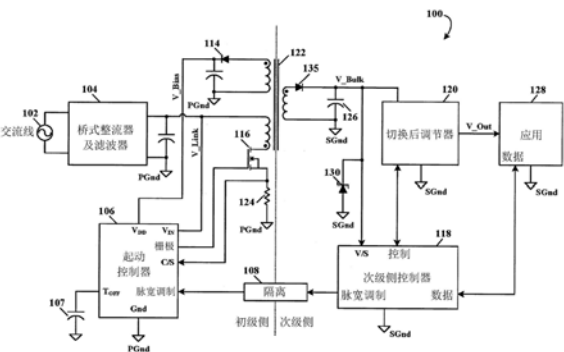 100
114
122
135
V_Bulk
V_Bias
PGnd
126
SGnd
120
切换后调节器
V_Out
128
应用
数据
SGnd
SGnd
102
交流线
104
桥式整流器
及滤波器
PGnd
V_Link
116
124
PGnd
130
SGnd
106
V_DD
V_IN
栅极
C/S
起动
控制器
T_OFF
脉宽调制
Gnd
107
PGnd
108
隔离
初级侧
次级侧
118
V/S
控制
次级侧控制器
脉宽调制
数据
SGnd